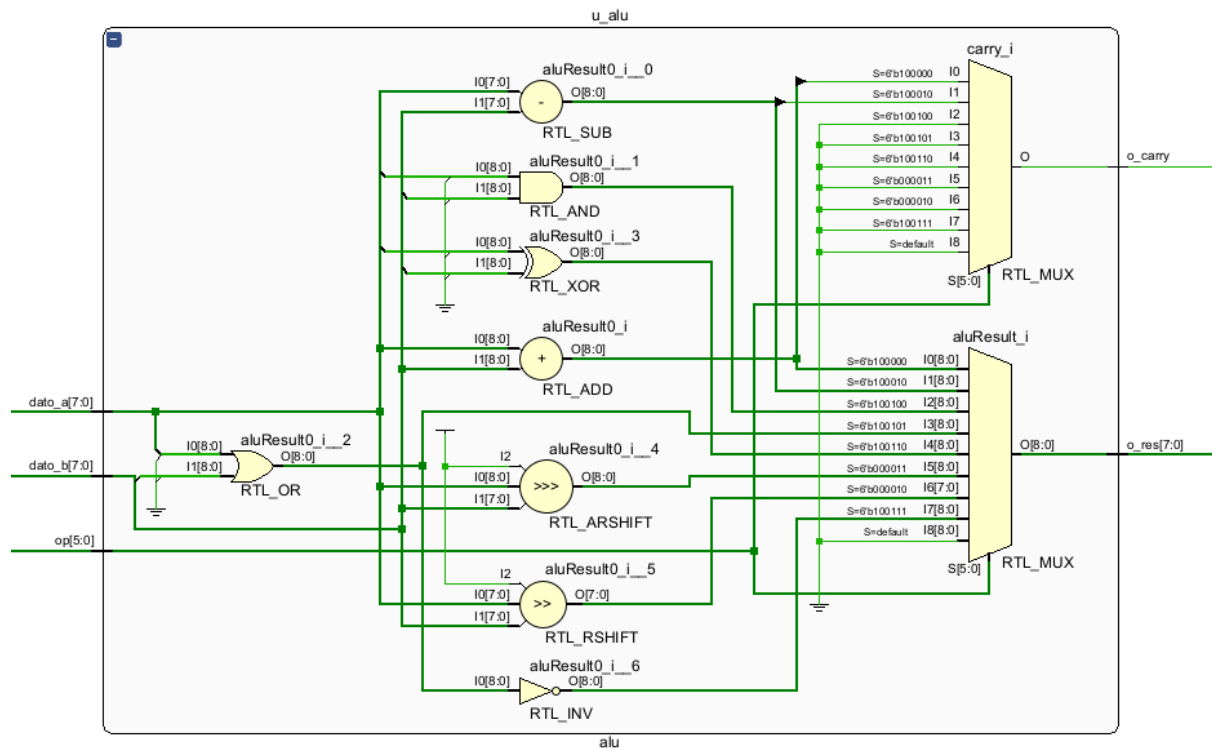 u_alu
carry_i
aluResult0_i__0
I0[7:0]
I1[7:0]
O[8:0]
-
RTL_SUB
S=6'b100000 I0
S=6'b100010 I1
S=6'b100100 I2
S=6'b100101 I3
S=6'b100110 I4
S=6'b000011 I5
S=6'b000010 I6
S=6'b100111 I7
S=default I8
S[5:0]
O
RTL_MUX
o_carry
aluResult0_i__1
I0[8:0]
I1[8:0]
O[8:0]
RTL_AND
aluResult0_i__3
I0[8:0]
I1[8:0]
O[8:0]
RTL_XOR
aluResult0_i
I0[8:0]
I1[8:0]
O[8:0]
+
RTL_ADD
aluResult_i
S=6'b100000 I0[8:0]
S=6'b100010 I1[8:0]
S=6'b100100 I2[8:0]
S=6'b100101 I3[8:0]
S=6'b100110 I4[8:0]
S=6'b000011 I5[8:0]
S=6'b000010 I6[7:0]
S=6'b100111 I7[8:0]
S=default I8[8:0]
S[5:0]
O[8:0]
RTL_MUX
o_res[7:0]
dato_a[7:0]
dato_b[7:0]
op[5:0]
aluResult0_i__2
I0[8:0]
I1[8:0]
O[8:0]
RTL_OR
aluResult0_i__4
I2
I0[8:0]
I1[7:0]
O[8:0]
>>>
RTL_ARSHIFT
aluResult0_i__5
I2
I0[7:0]
I1[7:0]
O[7:0]
>>
RTL_RSHIFT
aluResult0_i__6
I0[8:0]
O[8:0]
RTL_INV
alu